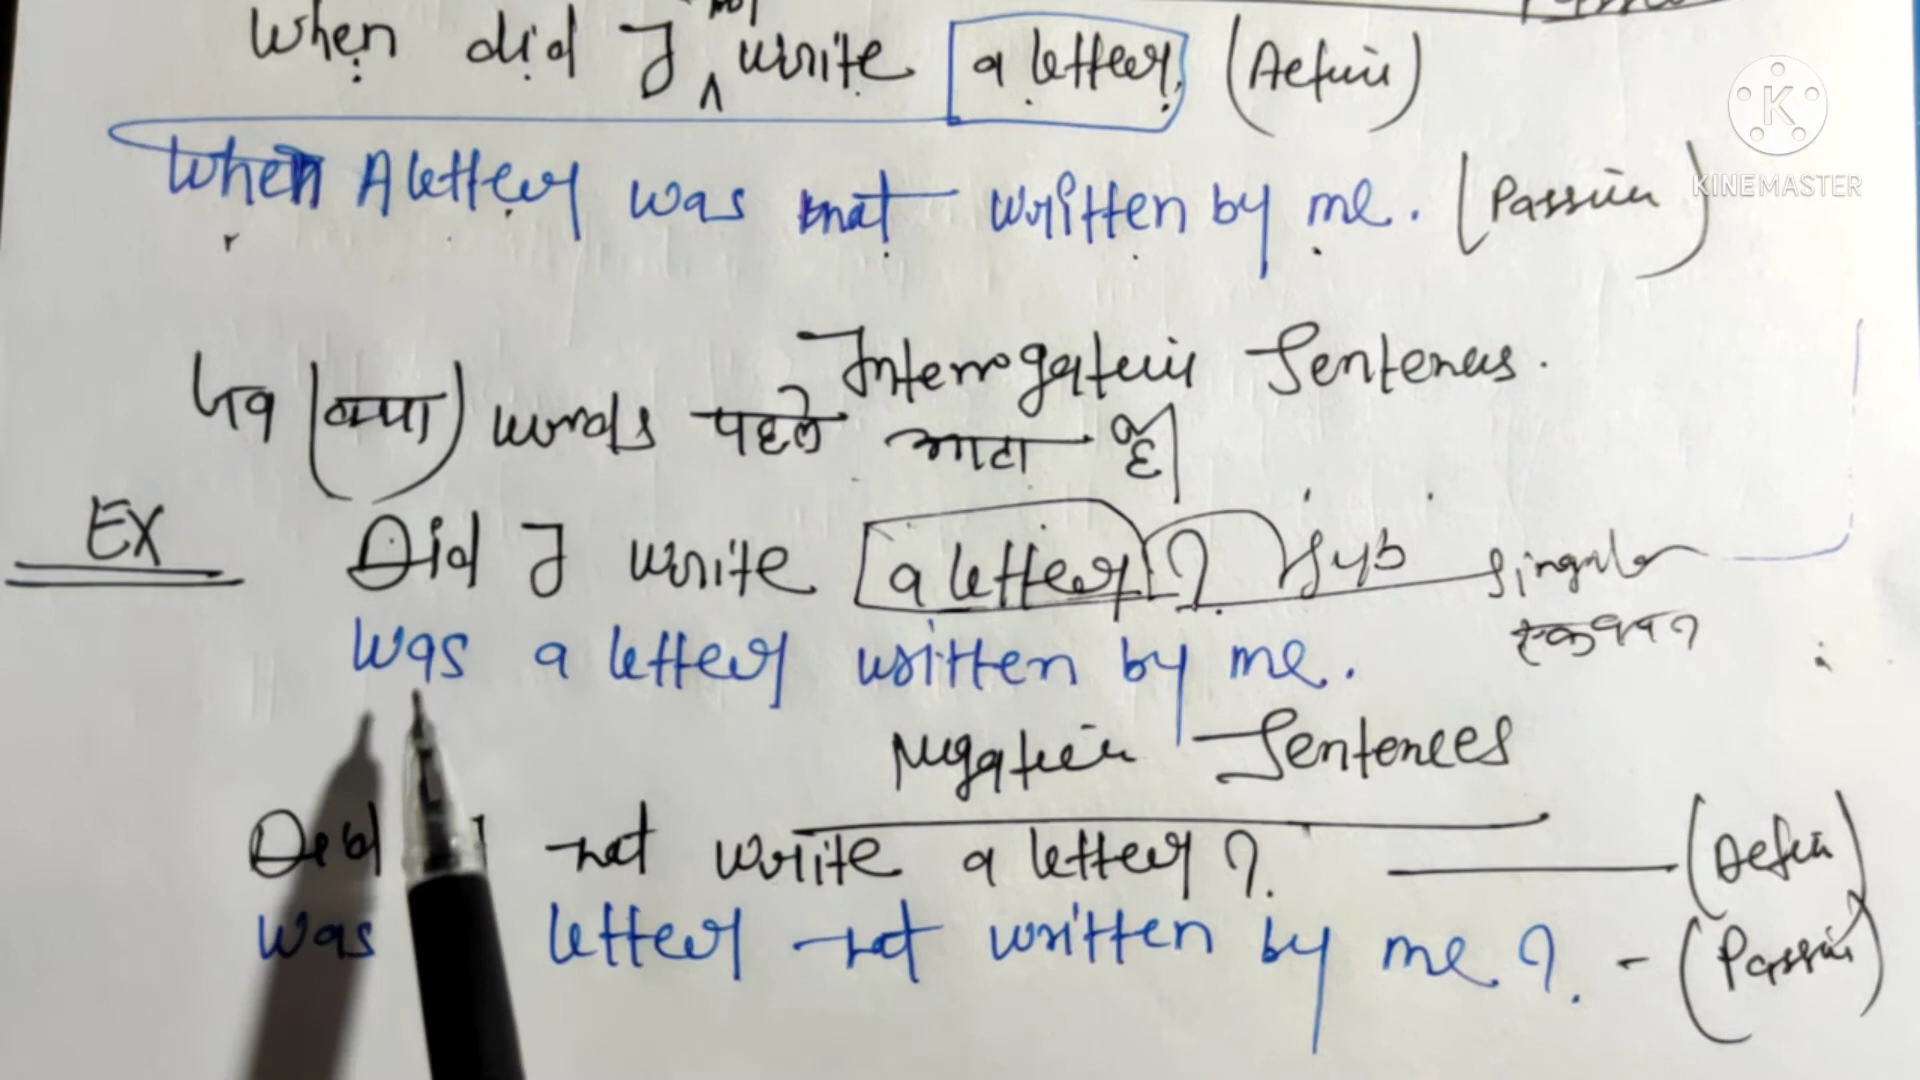 not
When did I ^ write a letter (Active)
When A letter was not written by me. (Passive)
KINEMASTER
Interrogative Sentences.
जब (क्या) words पहले आता है।
EX Did I write a letter? Sub Singular
एकवचन
was a letter written by me.
Negative Sentences
Did not write a letter? (Active)
was letter not written by me? - (Passive)